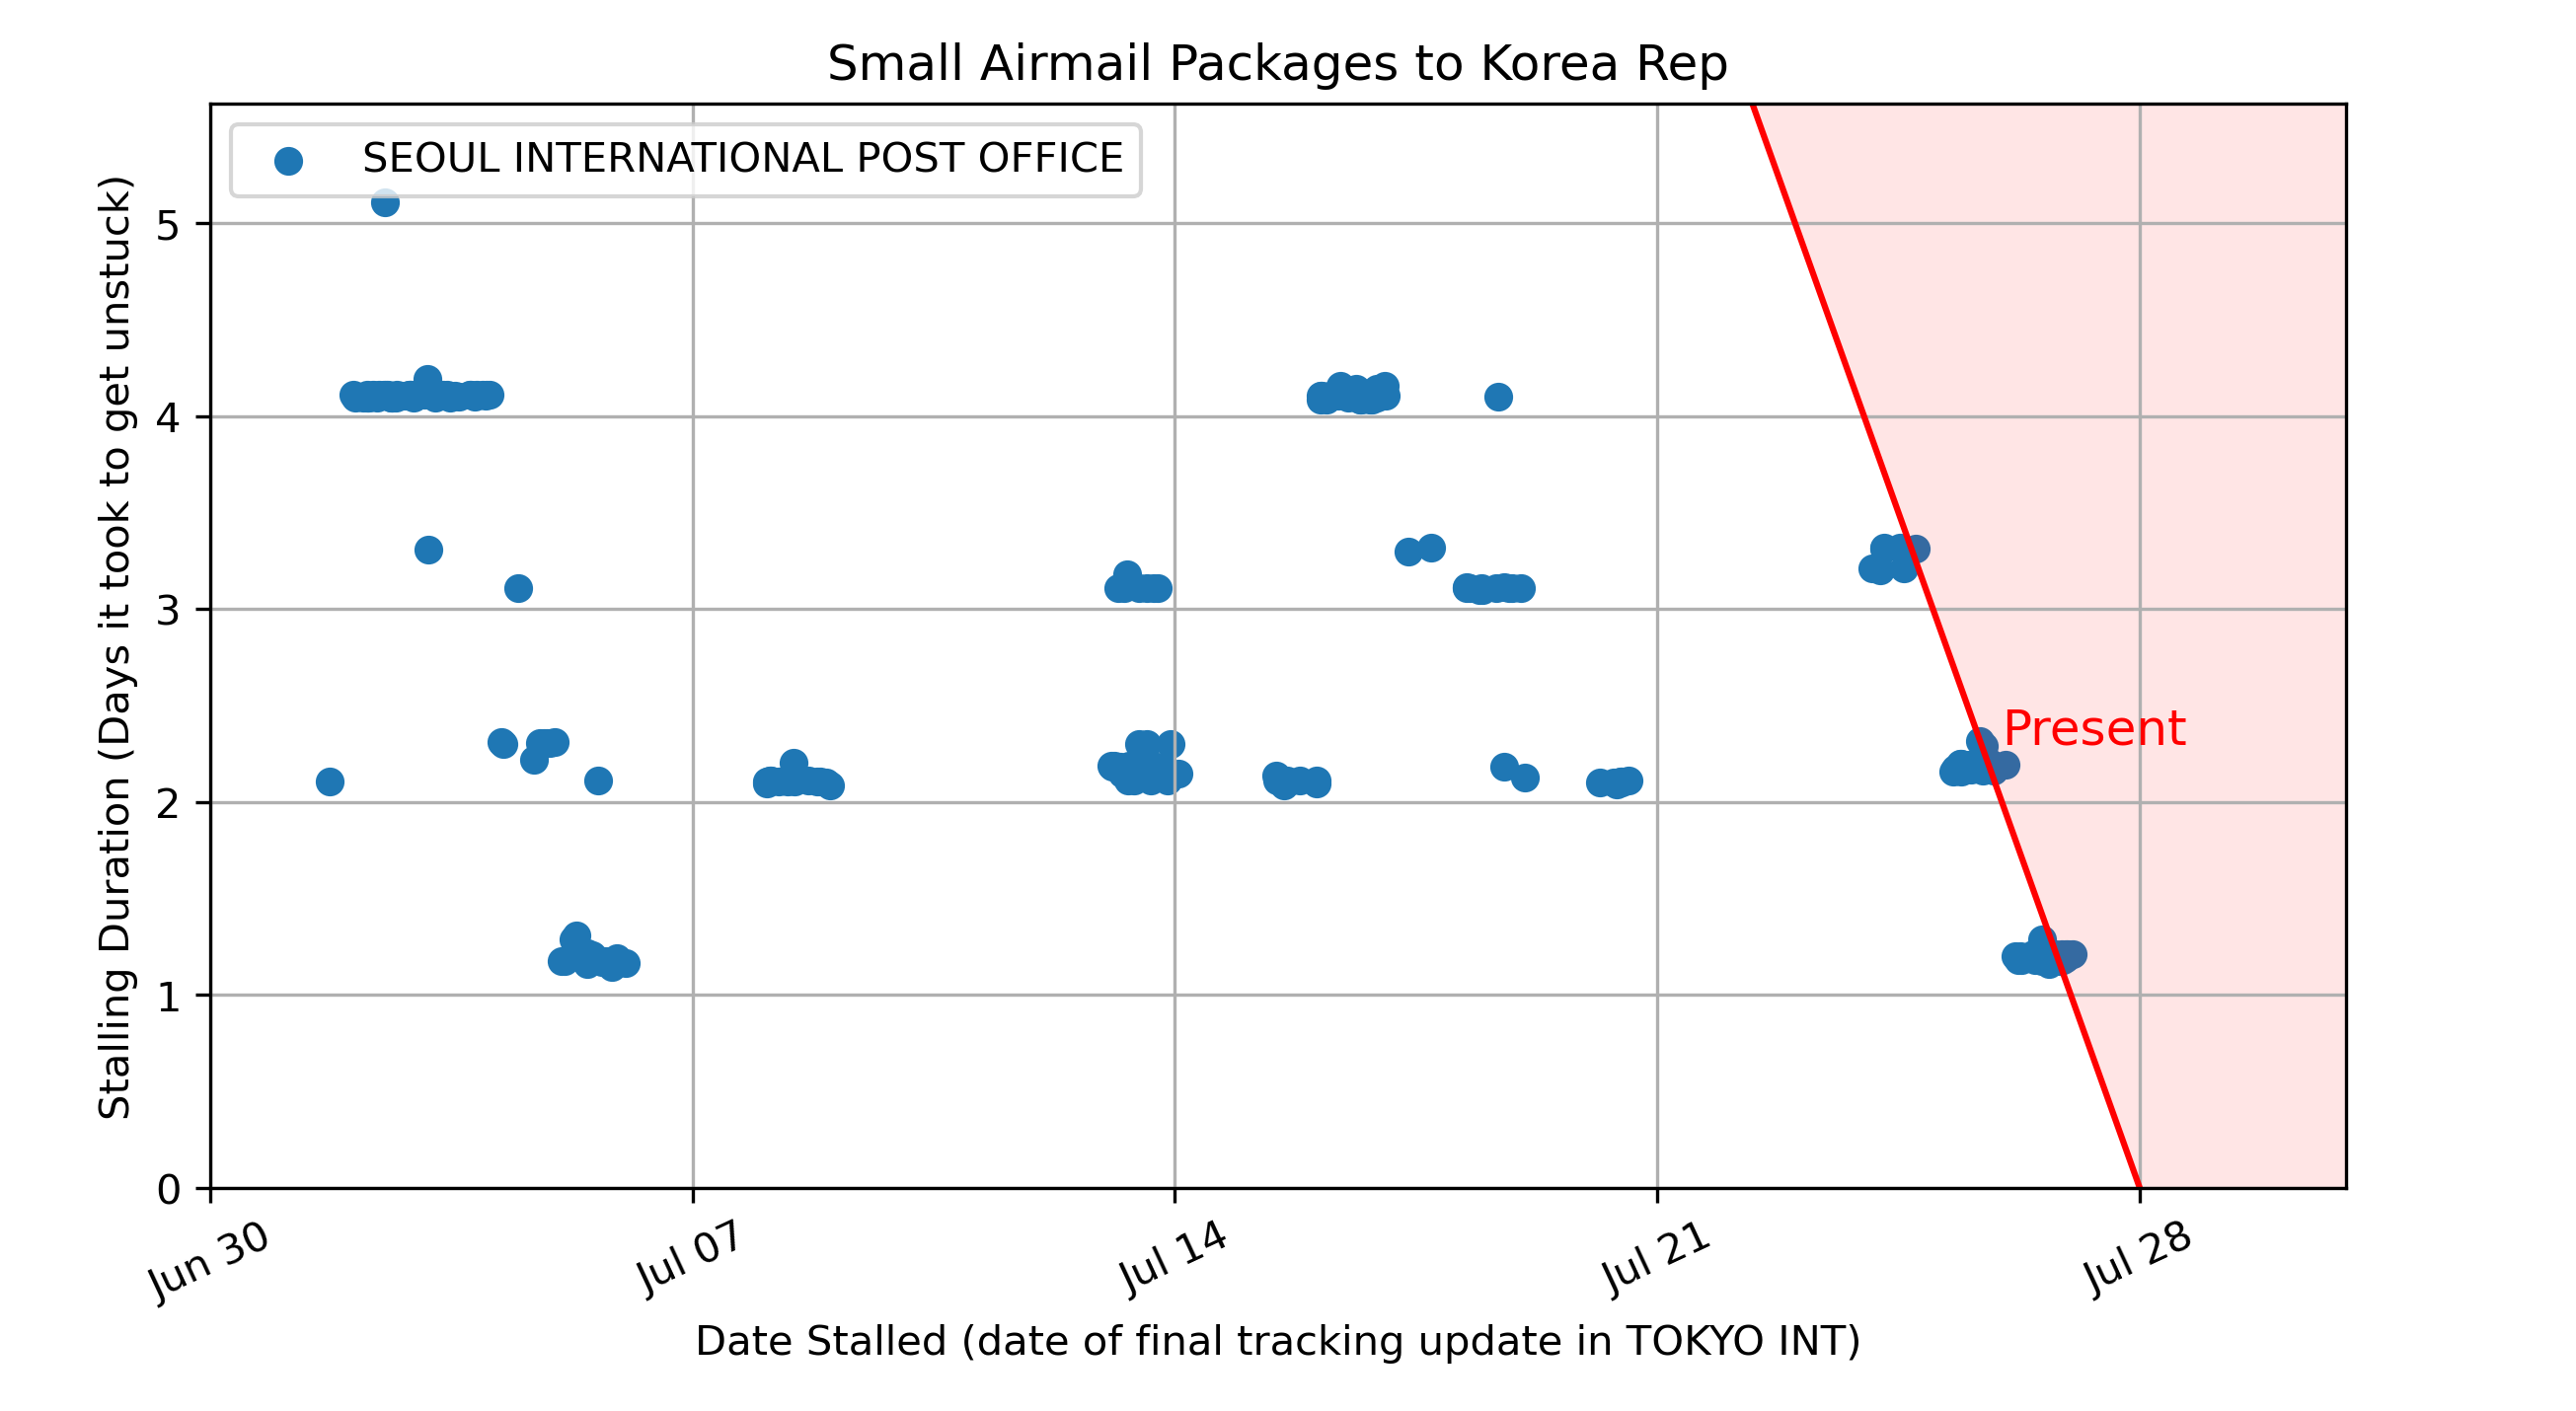 Small Airmail Packages to Korea Rep
SEOUL INTERNATIONAL POST OFFICE
Stalling Duration (Days it took to get unstuck)
5
4
3
2
1
0
Present
Jun 30
Jul 07
Jul 14
Jul 21
Jul 28
Date Stalled (date of final tracking update in TOKYO INT)